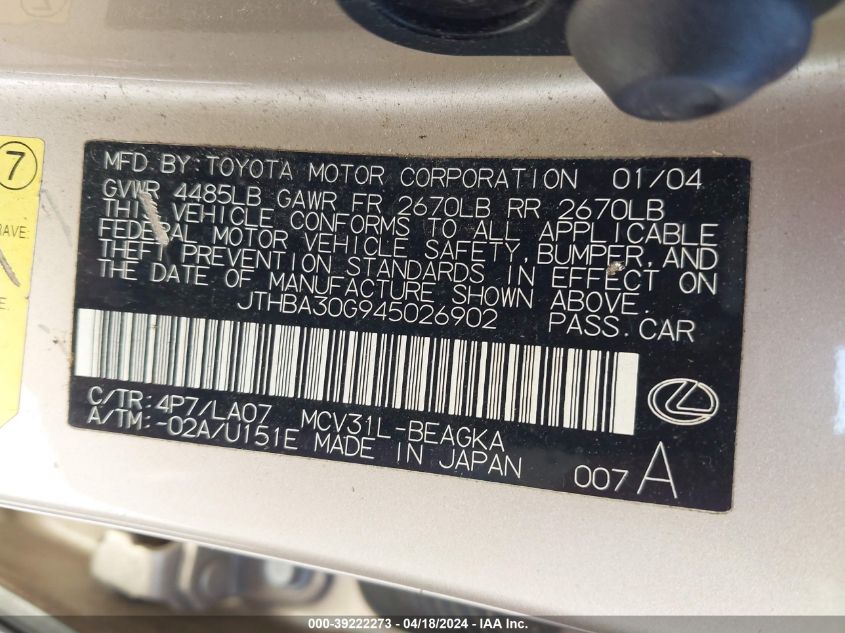 7
RAVE
MFD BY: TOYOTA MOTOR CORPORATION 01/04
GVWR 4485LB GAWR FR 2670LB RR 2670LB
THIS VEHICLE CONFORMS TO ALL APPLICABLE
FEDERAL MOTOR VEHICLE SAFETY, BUMPER, AND
THEFT PREVENTION STANDARDS IN EFFECT ON
THE DATE OF MANUFACTURE SHOWN ABOVE.
JTHBA30G945026902 PASS. CAR
C/TR: 4P7/LA07 MCV31L-BEAGKA
A/TM: -02A/U151E MADE IN JAPAN
007 A
000-39222273 - 04/18/2024 - IAA Inc.